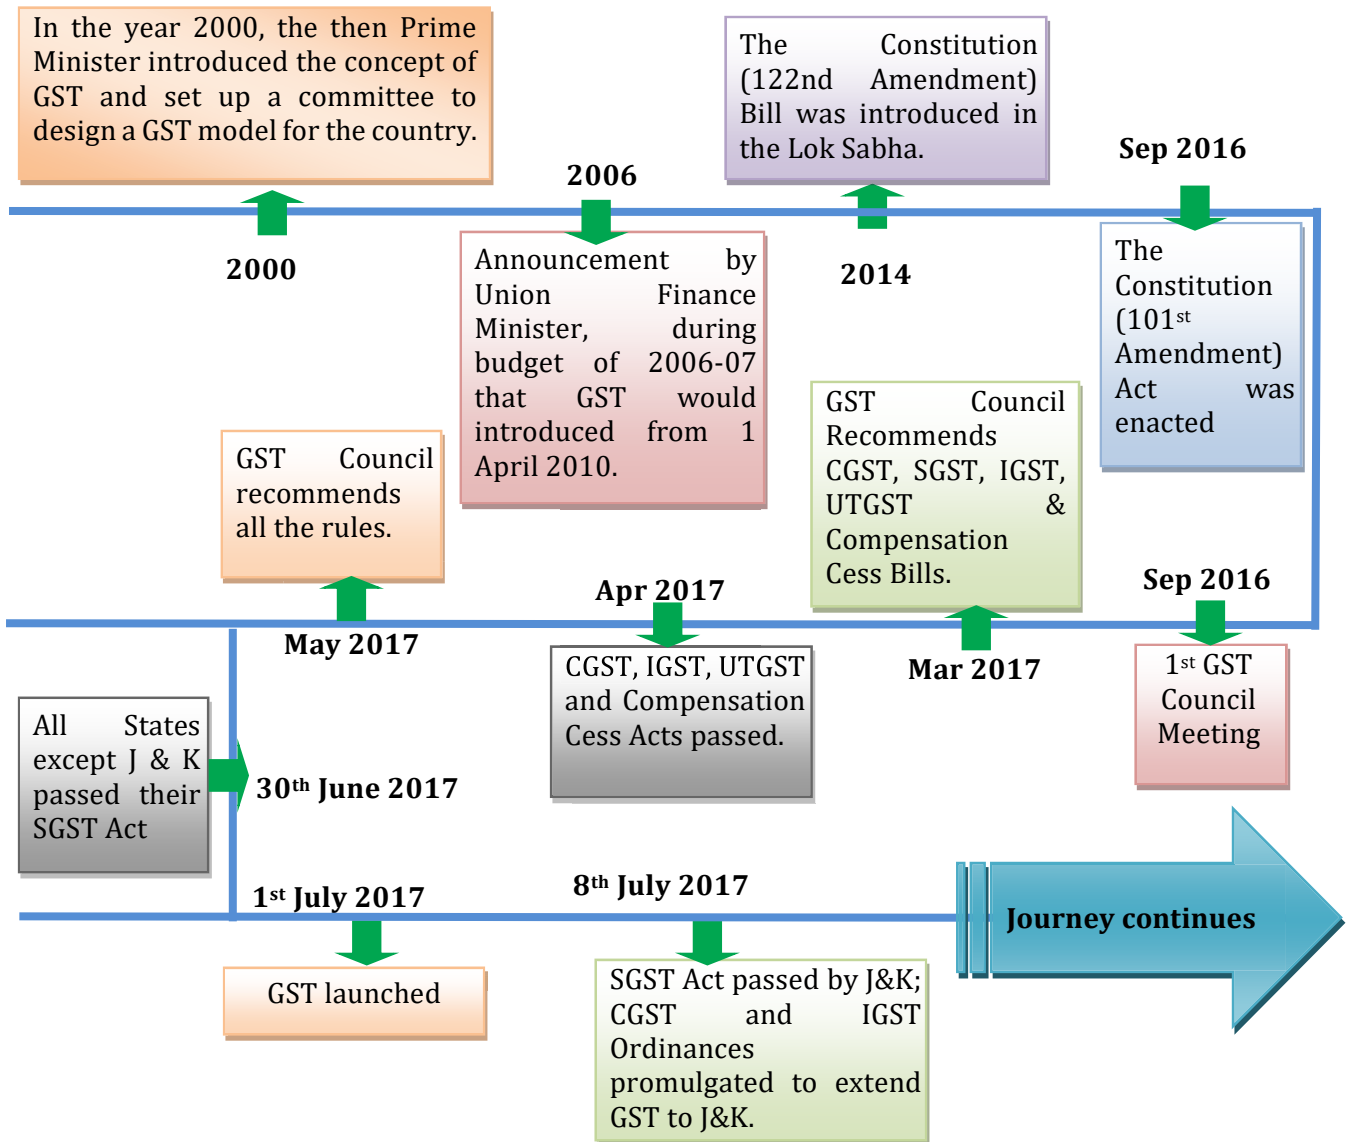 In the year 2000, the then Prime
Minister introduced the concept of
GST and set up a committee to
design a GST model for the country.
2000
2006
Announcement by
Union Finance
Minister, during
budget of 2006-07
that GST would
introduced from 1
April 2010.
The Constitution
(122nd Amendment)
Bill was introduced in
the Lok Sabha.
2014
Sep 2016
The
Constitution
(101st
Amendment)
Act was
enacted
Sep 2016
1st GST
Council
Meeting
GST Council
Recommends
CGST, SGST, IGST,
UTGST &
Compensation
Cess Bills.
Mar 2017
Apr 2017
CGST, IGST, UTGST
and Compensation
Cess Acts passed.
GST Council
recommends
all the rules.
May 2017
All States
except J & K
passed their
SGST Act
30th June 2017
1st July 2017
GST launched
8th July 2017
SGST Act passed by J&K;
CGST and IGST
Ordinances
promulgated to extend
GST to J&K.
Journey continues